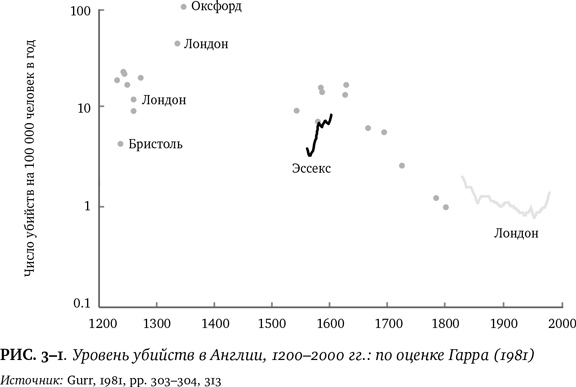 100
Оксфорд
Лондон
Лондон
10
Бристоль
Эссекс
1
Лондон
0.1
Число убийств на 100 000 человек в год
1200 1300 1400 1500 1600 1700 1800 1900 2000
РИС. 3–1. Уровень убийств в Англии, 1200–2000 гг.: по оценке Гарра (1981)
Источник: Gurr, 1981, pp. 303–304, 313